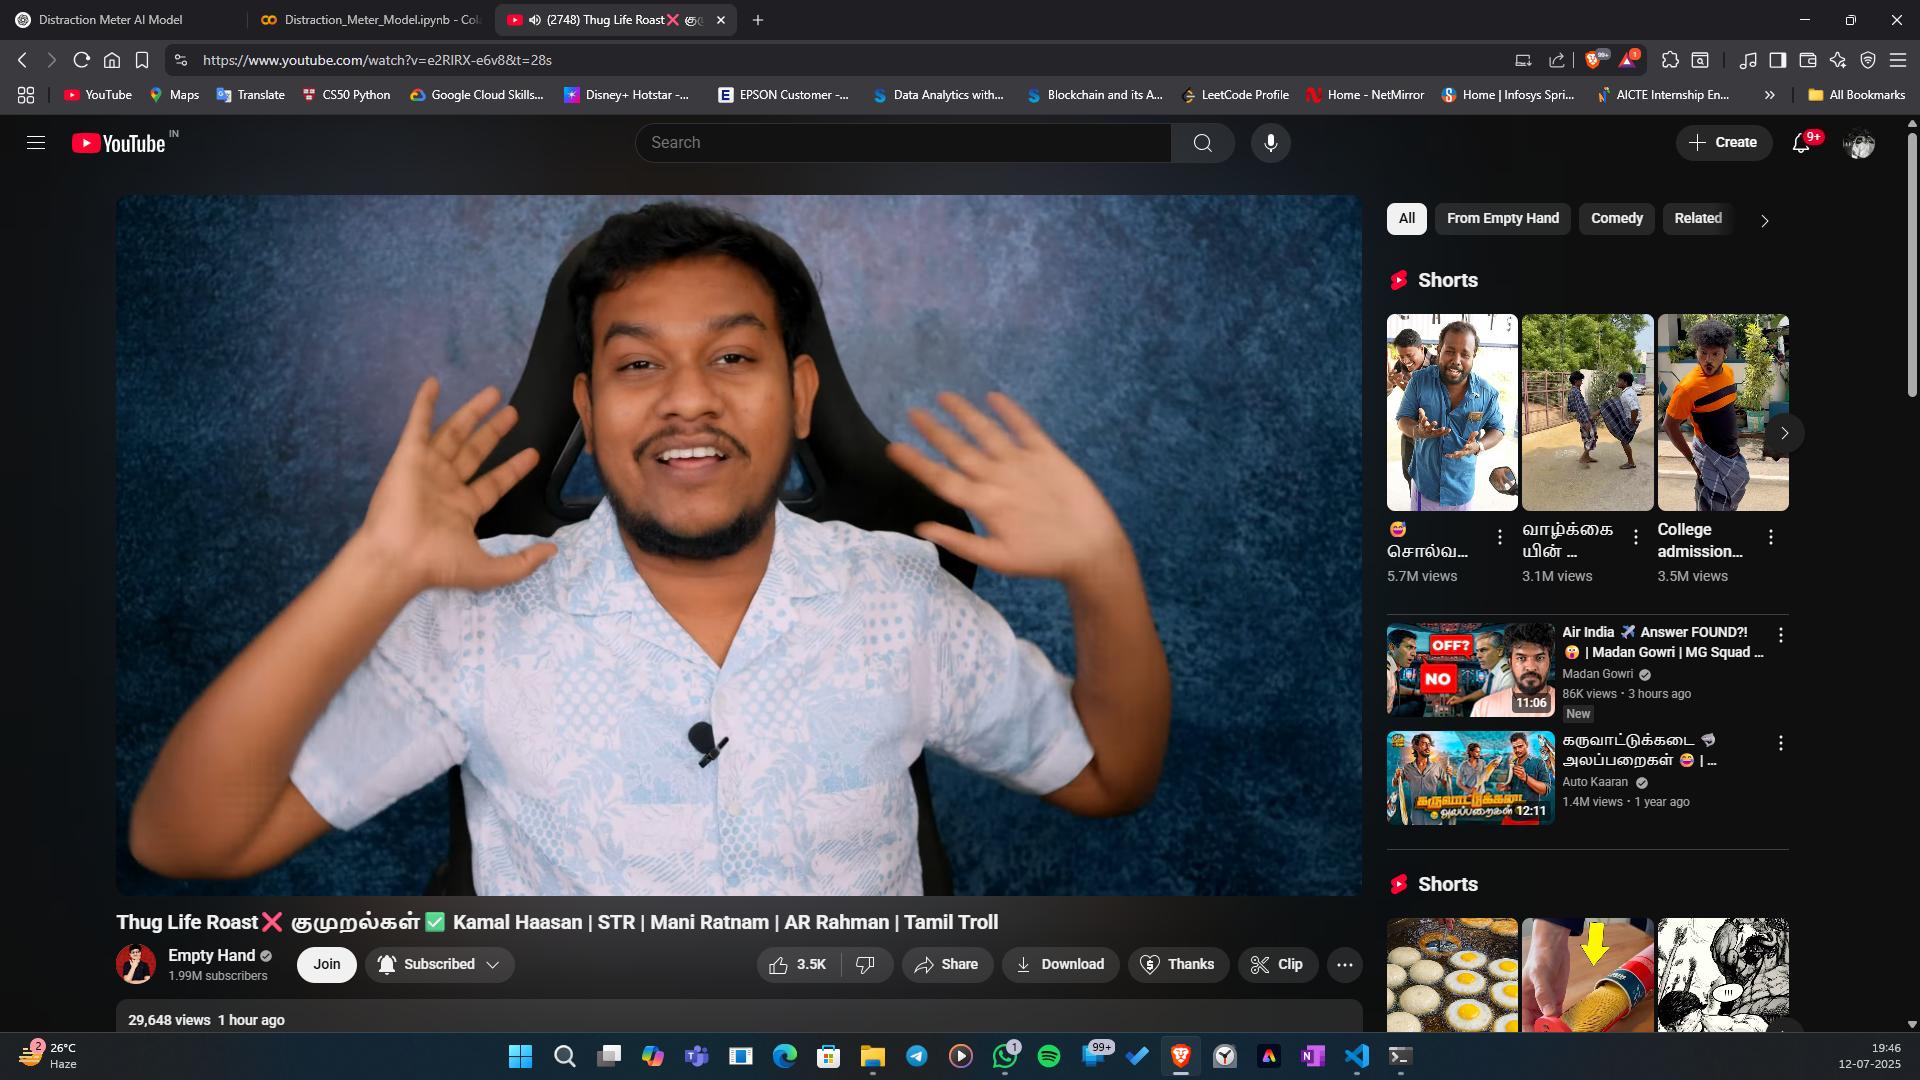 Distraction Meter AI Model
Distraction_Meter_Model.ipynb - Col
(2748) Thug Life Roast❌
https://www.youtube.com/watch?v=e2RIRX-e6v8&t=28s
99+
1
YouTube
Maps
Translate
CS50 Python
Google Cloud Skills...
Disney+ Hotstar -...
EPSON Customer -...
Data Analytics with...
Blockchain and its A...
LeetCode Profile
Home - NetMirror
Home | Infosys Spri...
AICTE Internship En...
All Bookmarks
YouTube IN
Search
Create
9+
All
From Empty Hand
Comedy
Related
Shorts
😅
சொல்வ...
5.7M views
வாழ்க்கை
யின் ...
3.1M views
College
admission...
3.5M views
OFF?
NO
11:06
Air India ✈️ Answer FOUND?!
😲 | Madan Gowri | MG Squad ...
Madan Gowri
86K views • 3 hours ago
New
கருவாட்டுக்கடை
அலப்பறைகள்
12:11
கருவாட்டுக்கடை 🦈
அலப்பறைகள் 😂 | ...
Auto Kaaran
1.4M views • 1 year ago
Shorts
!!!
Thug Life Roast❌ குமுறல்கள்✅ Kamal Haasan | STR | Mani Ratnam | AR Rahman | Tamil Troll
Empty Hand
1.99M subscribers
Join
Subscribed
3.5K
Share
Download
Thanks
Clip
29,648 views 1 hour ago
2
26°C
Haze
1
99+
19:46
12-07-2025